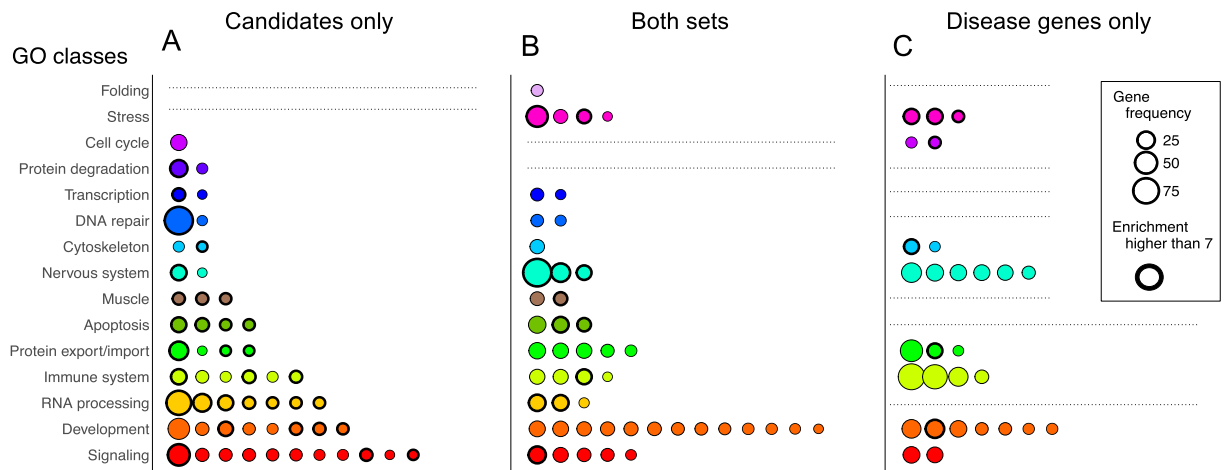 Candidates only
Both sets
Disease genes only
A
B
C
GO classes
Folding
Stress
Cell cycle
Protein degradation
Transcription
DNA repair
Cytoskeleton
Nervous system
Muscle
Apoptosis
Protein export/import
Immune system
RNA processing
Development
Signaling
Gene
frequency
25
50
75
Enrichment
higher than 7